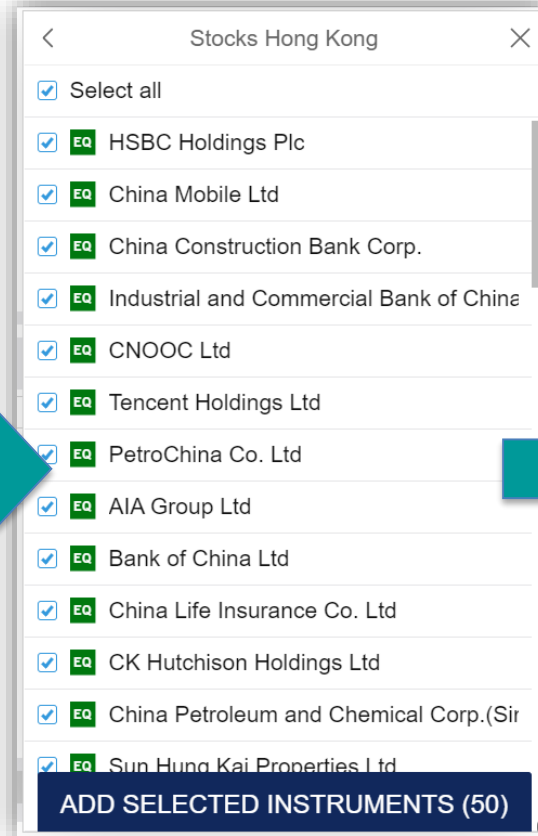 Stocks Hong Kong
Select all
EQ HSBC Holdings Plc
EQ China Mobile Ltd
EQ China Construction Bank Corp.
EQ Industrial and Commercial Bank of China
EQ CNOOC Ltd
EQ Tencent Holdings Ltd
EQ PetroChina Co. Ltd
EQ AIA Group Ltd
EQ Bank of China Ltd
EQ China Life Insurance Co. Ltd
EQ CK Hutchison Holdings Ltd
EQ China Petroleum and Chemical Corp.(Sin
EQ Sun Hung Kai Properties Ltd
ADD SELECTED INSTRUMENTS (50)